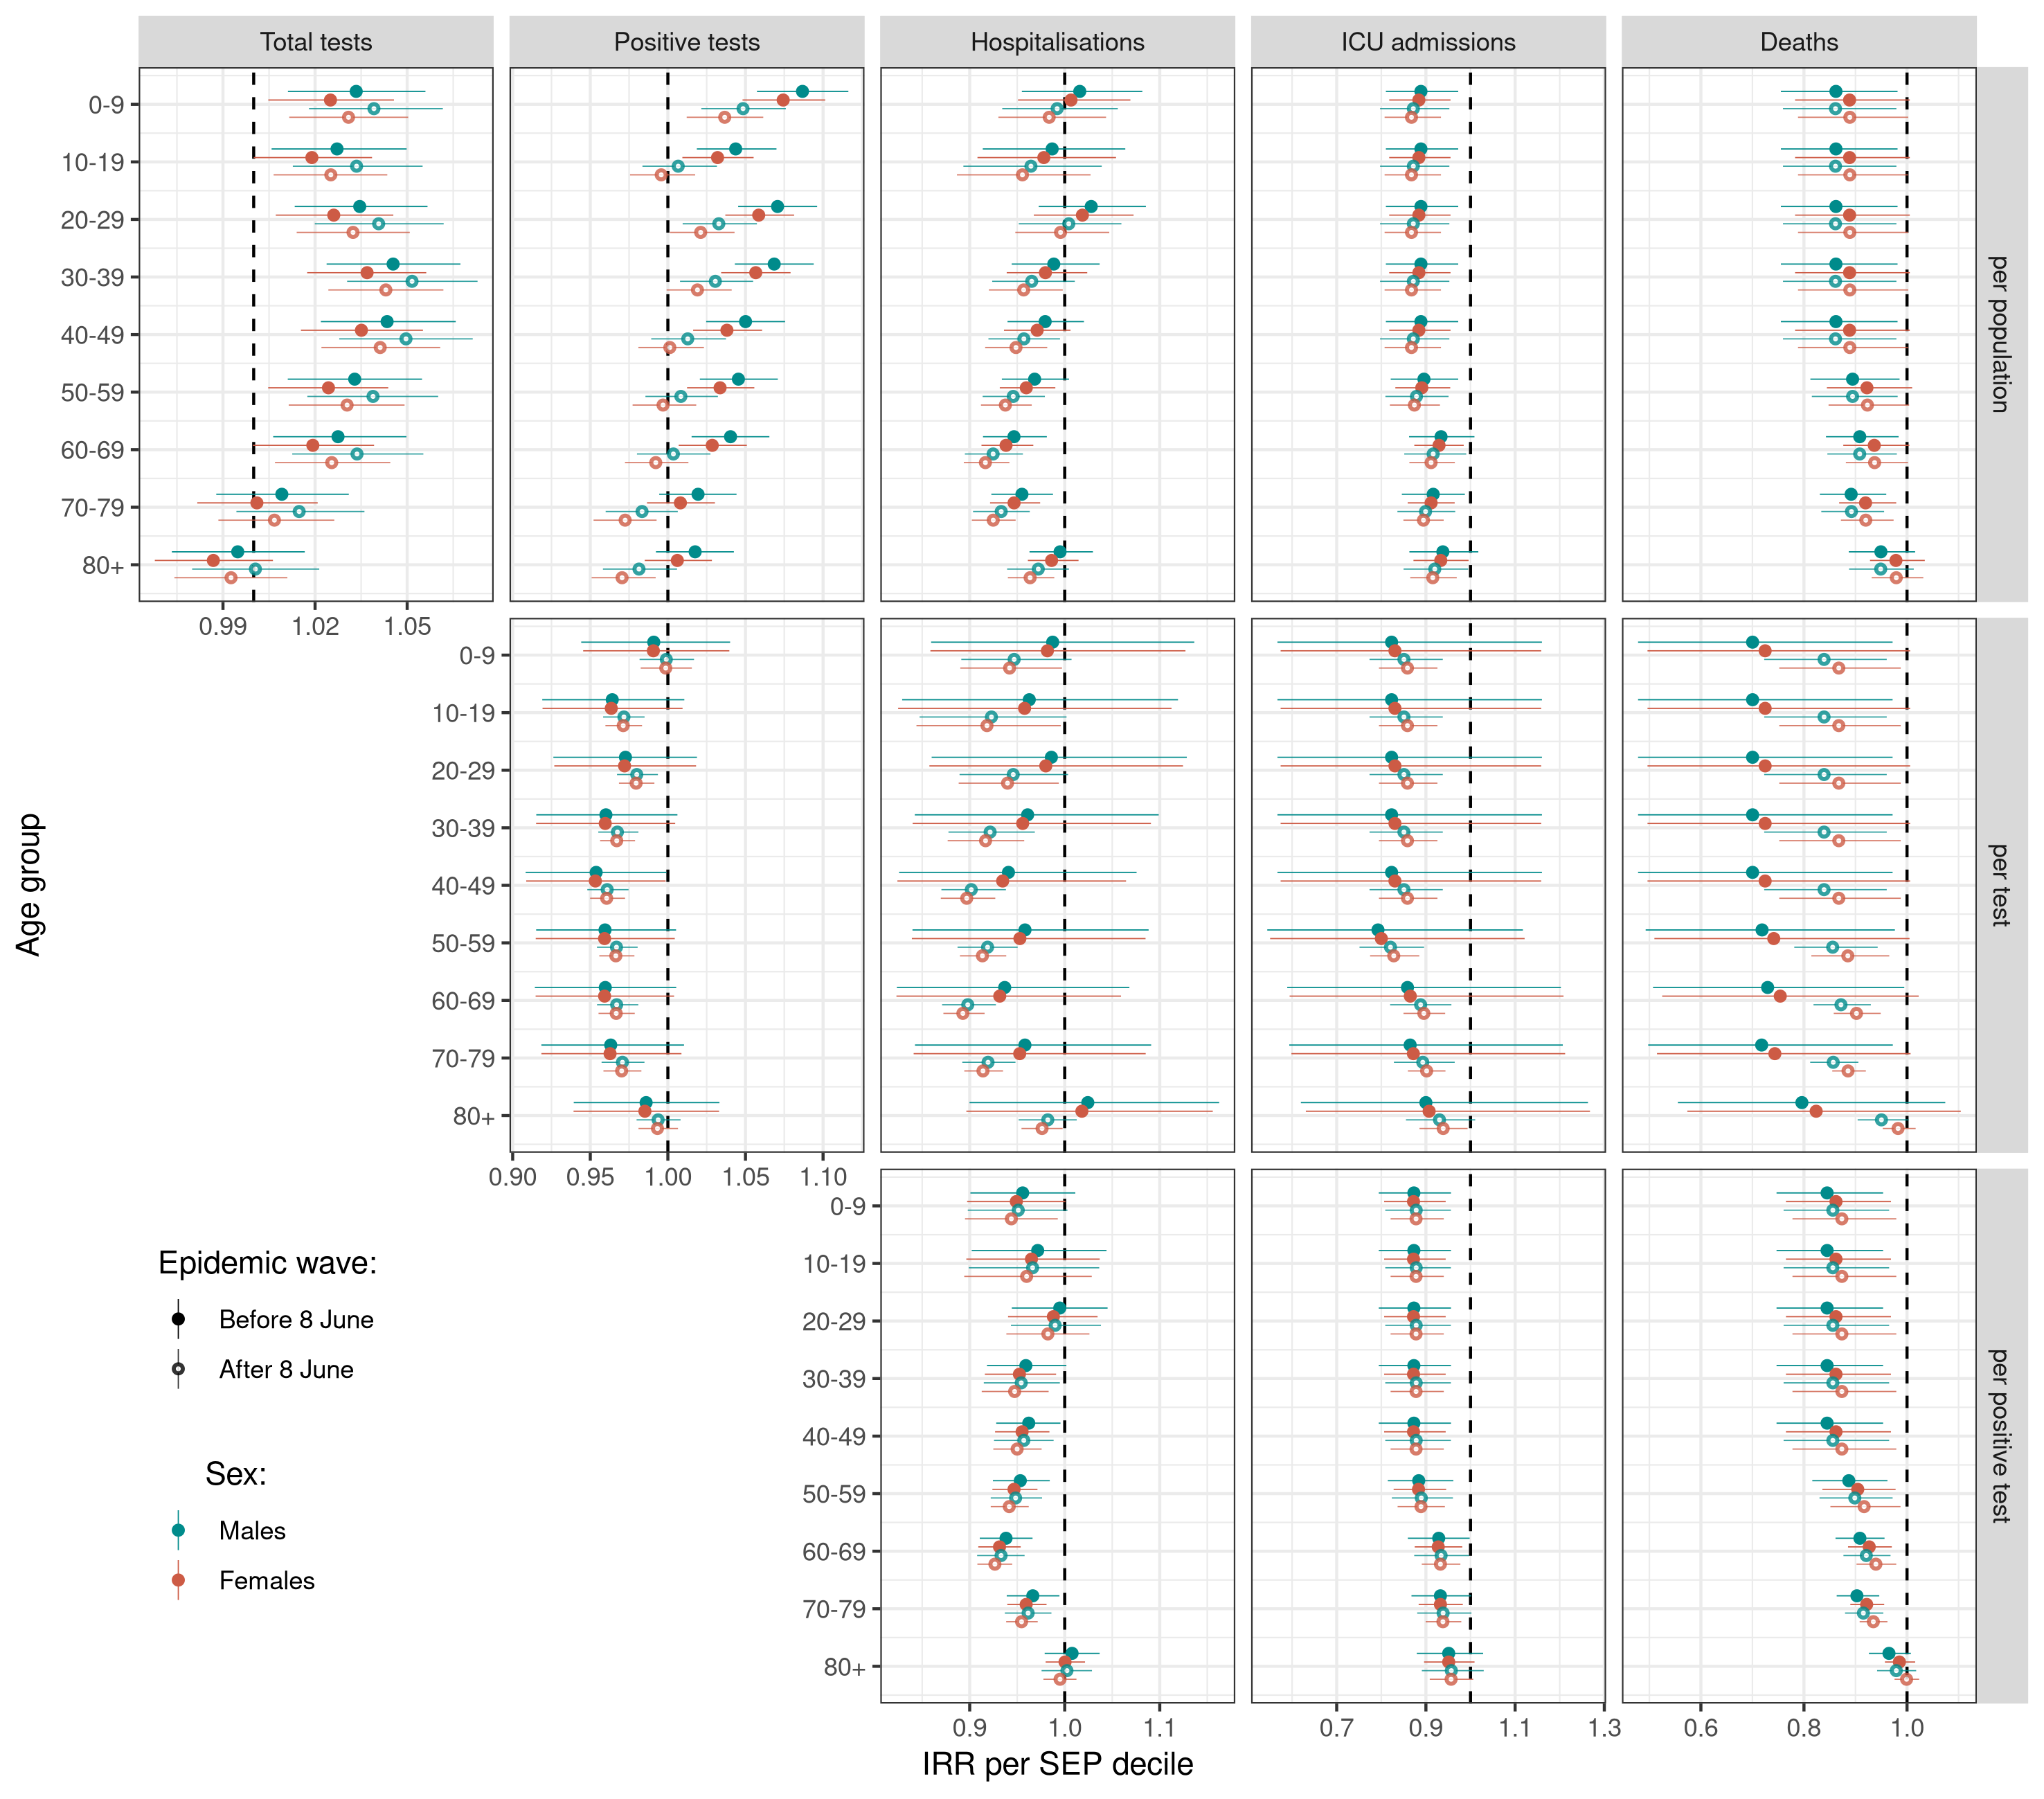 Total tests
Positive tests
Hospitalisations
ICU admissions
Deaths
0-9
10-19
20-29
30-39
40-49
50-59
60-69
70-79
80+
per population
0.99 1.02 1.05
0-9
10-19
20-29
30-39
40-49
50-59
60-69
70-79
80+
per test
Age group
0.90 0.95 1.00 1.05 1.10
0-9
10-19
20-29
30-39
40-49
50-59
60-69
70-79
80+
per positive test
Epidemic wave:
Before 8 June
After 8 June
Sex:
Males
Females
0.9 1.0 1.1
0.7 0.9 1.1 1.3
0.6 0.8 1.0
IRR per SEP decile